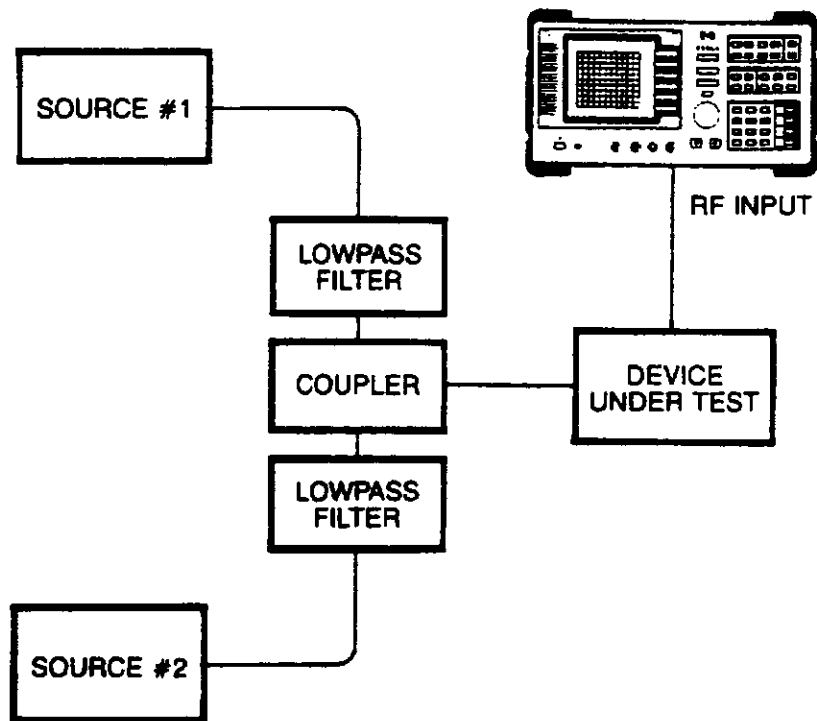 SOURCE #1
RF INPUT
LOWPASS
FILTER
COUPLER
DEVICE
UNDER TEST
LOWPASS
FILTER
SOURCE #2